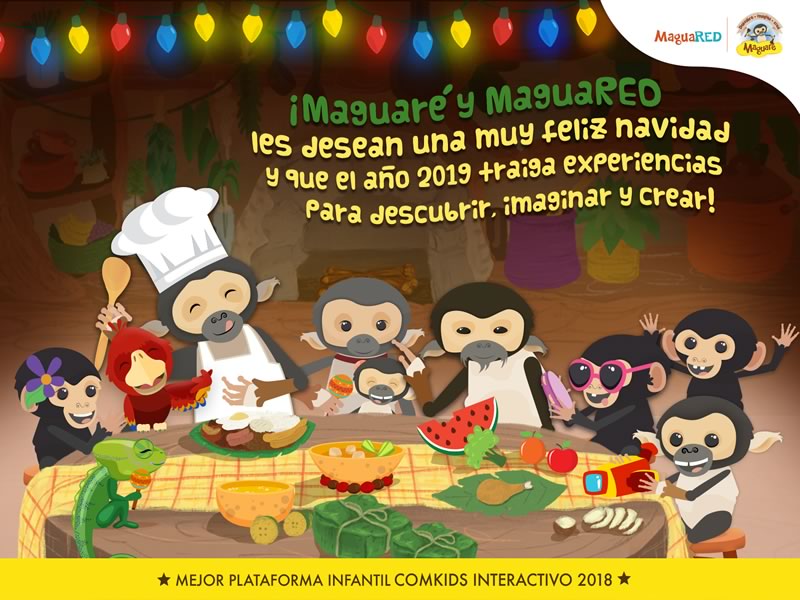 MaguaRED
Maguaré
¡Maguaré y MaguaRED
les desean una muy feliz navidad
y que el año 2019 traiga experiencias
para descubrir, imaginar y crear!
★ MEJOR PLATAFORMA INFANTIL COMKIDS INTERACTIVO 2018 ★